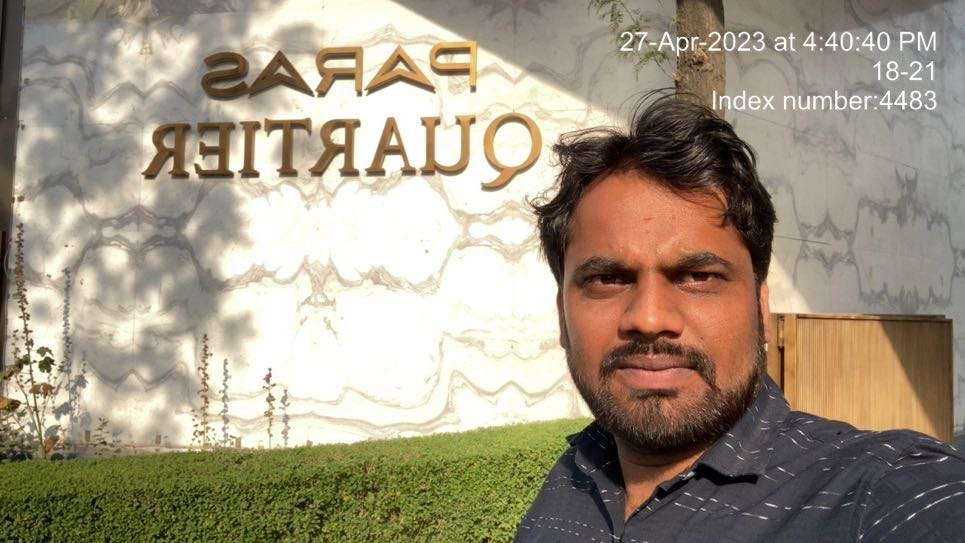 27-Apr-2023 at 4:40:40 PM
18-21
Index number:4483
PARAS
QUARTIER